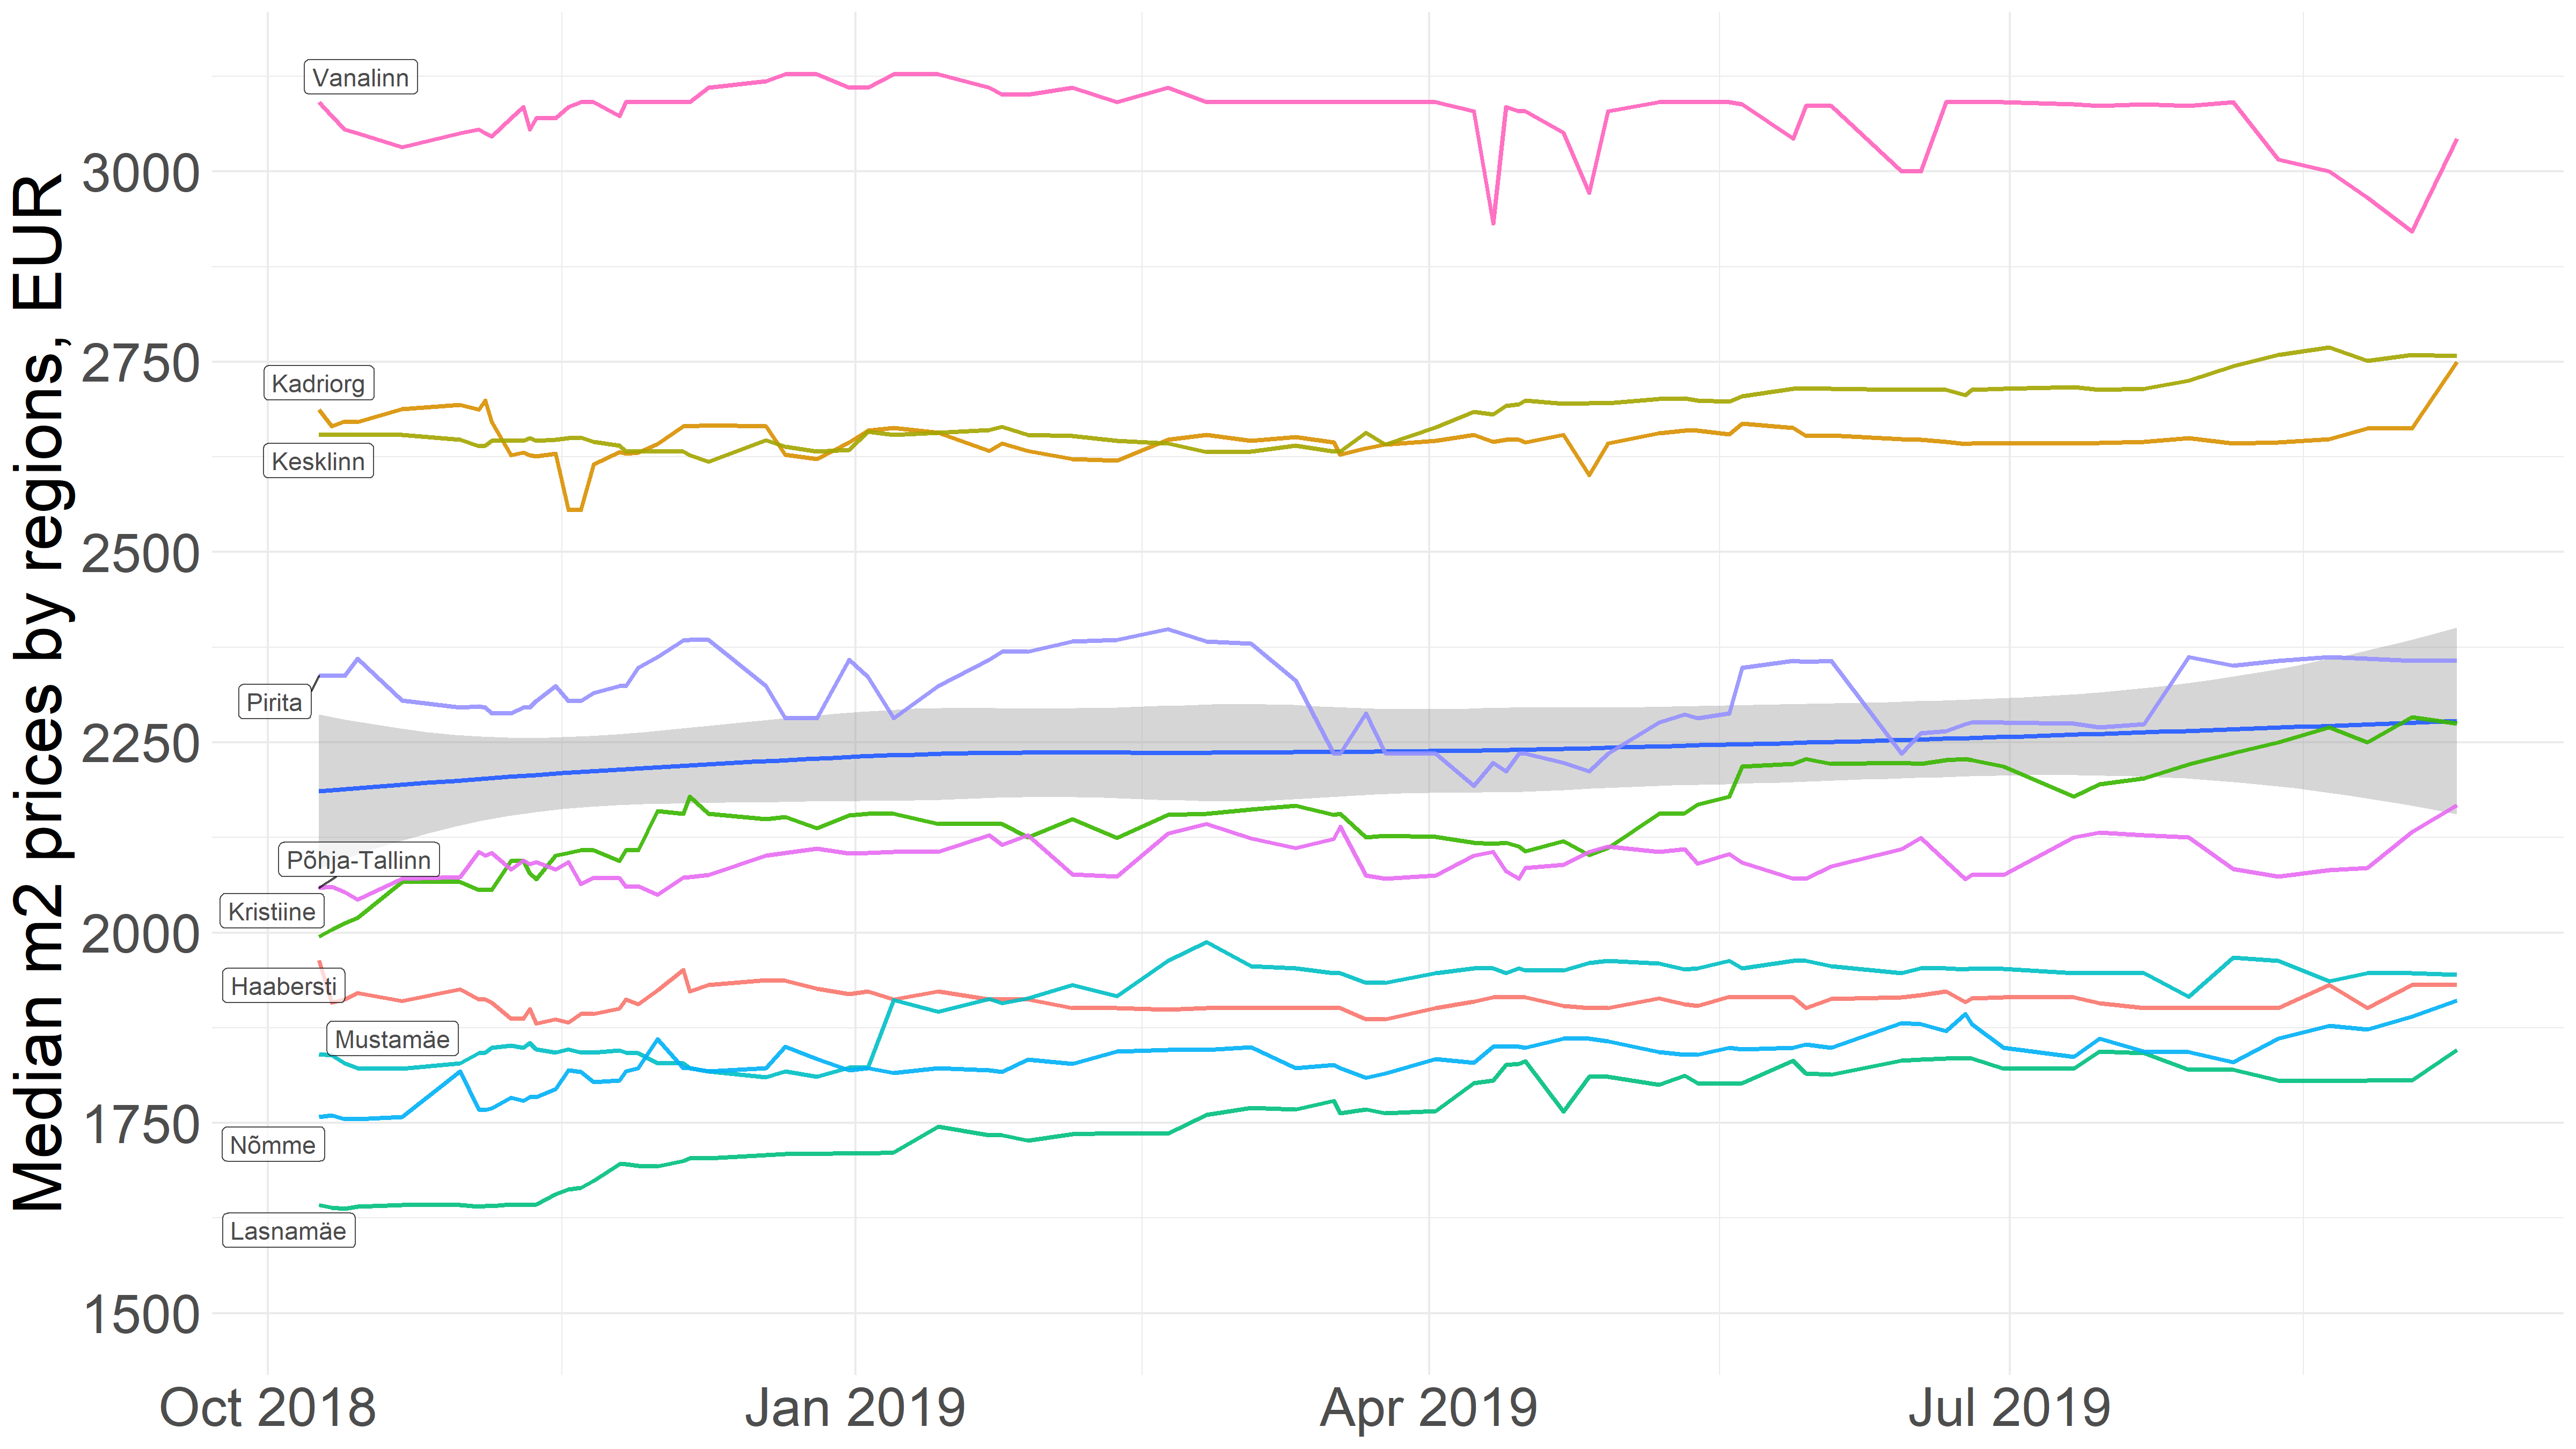 Median m2 prices by regions, EUR
3000
2750
2500
2250
2000
1750
1500
Vanalinn
Kadriorg
Kesklinn
Pirita
Põhja-Tallinn
Kristiine
Haabersti
Mustamäe
Nõmme
Lasnamäe
Oct 2018
Jan 2019
Apr 2019
Jul 2019